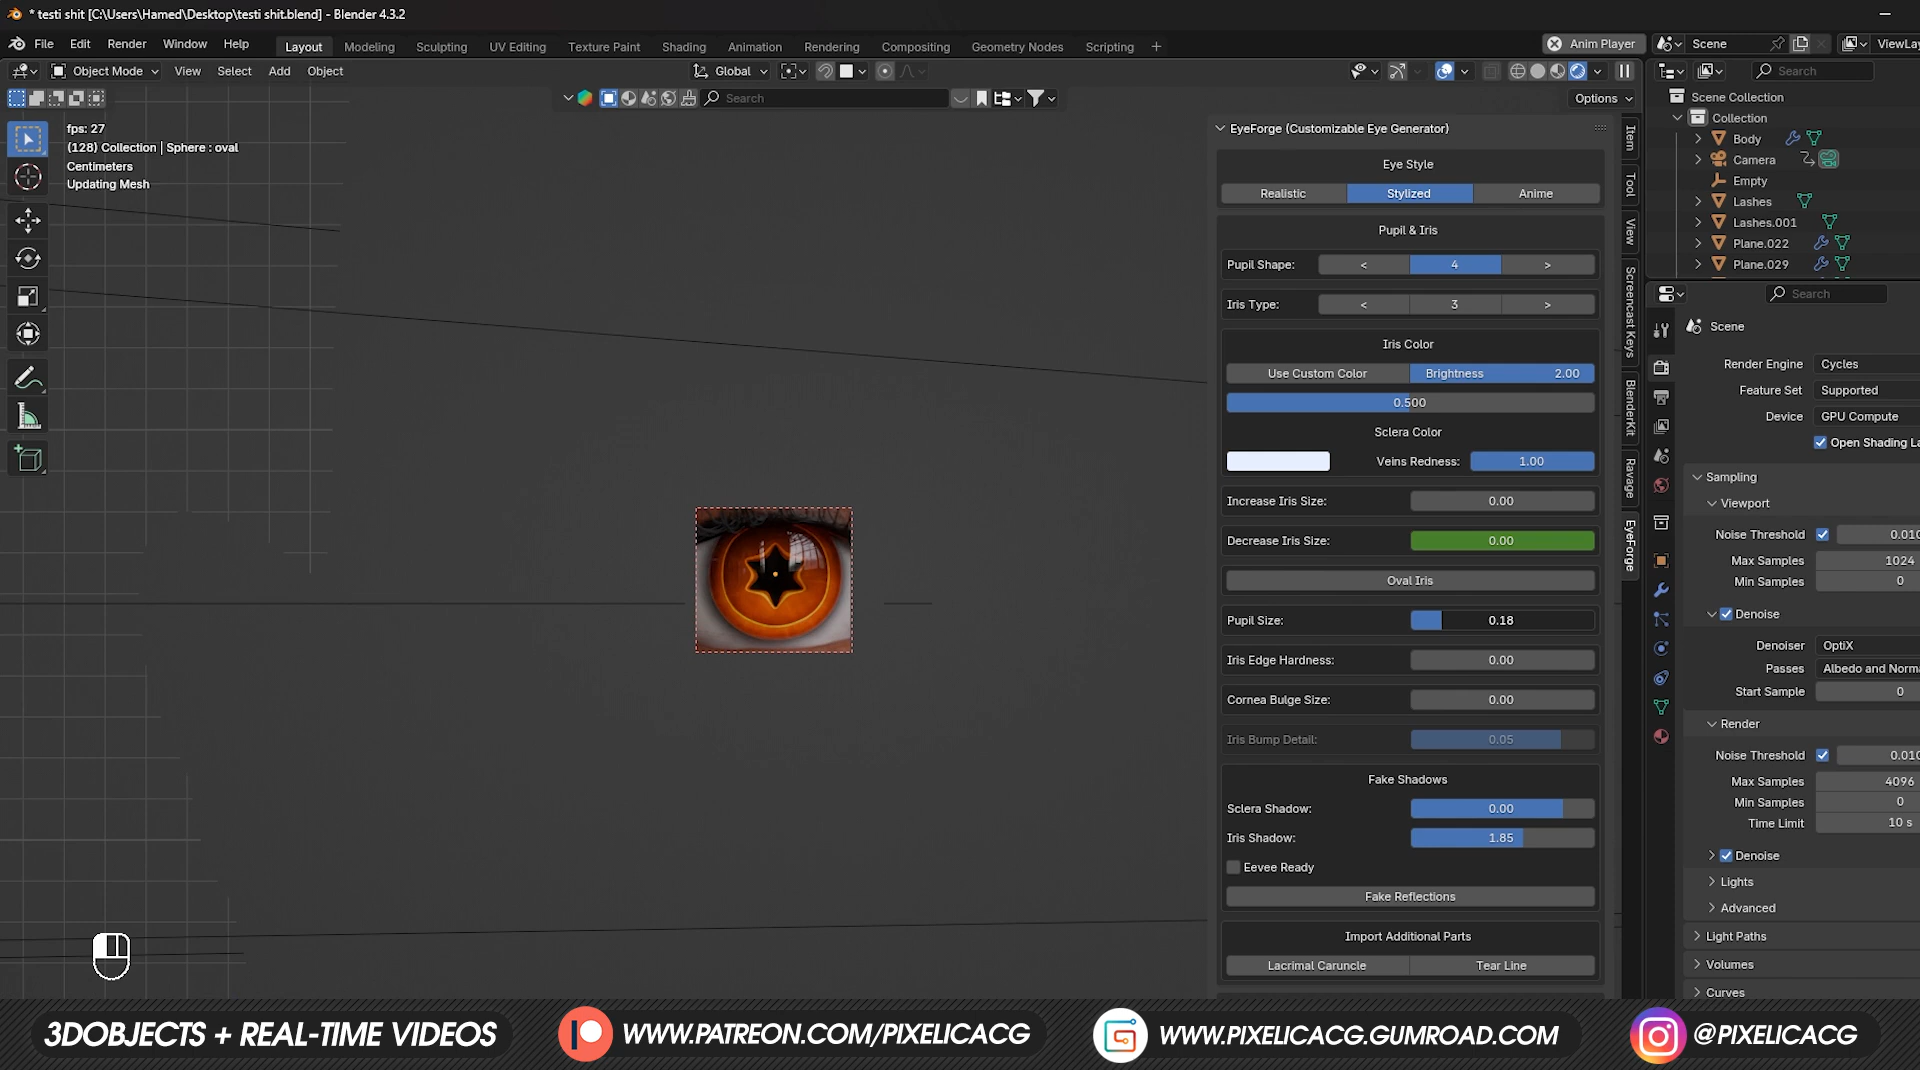 * testi shit [C:\Users\Hamed\Desktop\testi shit.blend] - Blender 4.3.2
File Edit Render Window Help Layout Modeling Sculpting UV Editing Texture Paint Shading Animation Rendering Compositing Geometry Nodes Scripting + Anim Player Scene ViewLay
Object Mode View Select Add Object Global Search
Search Options
fps: 27
(128) Collection | Sphere : oval
Centimeters
Updating Mesh
EyeForge (Customizable Eye Generator)
Eye Style
Realistic Stylized Anime
Pupil & Iris
Pupil Shape: < 4 >
Iris Type: < 3 >
Iris Color
Use Custom Color Brightness 2.00
0.500
Sclera Color
Veins Redness: 1.00
Increase Iris Size: 0.00
Decrease Iris Size: 0.00
Oval Iris
Pupil Size: 0.18
Iris Edge Hardness: 0.00
Cornea Bulge Size: 0.00
Iris Bump Detail: 0.05
Fake Shadows
Sclera Shadow: 0.00
Iris Shadow: 1.85
Eevee Ready
Fake Reflections
Import Additional Parts
Lacrimal Caruncle Tear Line
Item
Tool
View
Screencast Keys
BlenderKit
Ravage
EyeForge
Scene Collection
Collection
Body
Camera
Empty
Lashes
Lashes.001
Plane.022
Plane.029
Search
Scene
Render Engine Cycles
Feature Set Supported
Device GPU Compute
Open Shading La
Sampling
Viewport
Noise Threshold 0.010
Max Samples 1024
Min Samples 0
Denoise
Denoiser OptiX
Passes Albedo and Norma
Start Sample 0
Render
Noise Threshold 0.010
Max Samples 4096
Min Samples 0
Time Limit 10 s
Denoise
Lights
Advanced
Light Paths
Volumes
Curves
3DOBJECTS + REAL-TIME VIDEOS WWW.PATREON.COM/PIXELICACG WWW.PIXELICACG.GUMROAD.COM @PIXELICACG